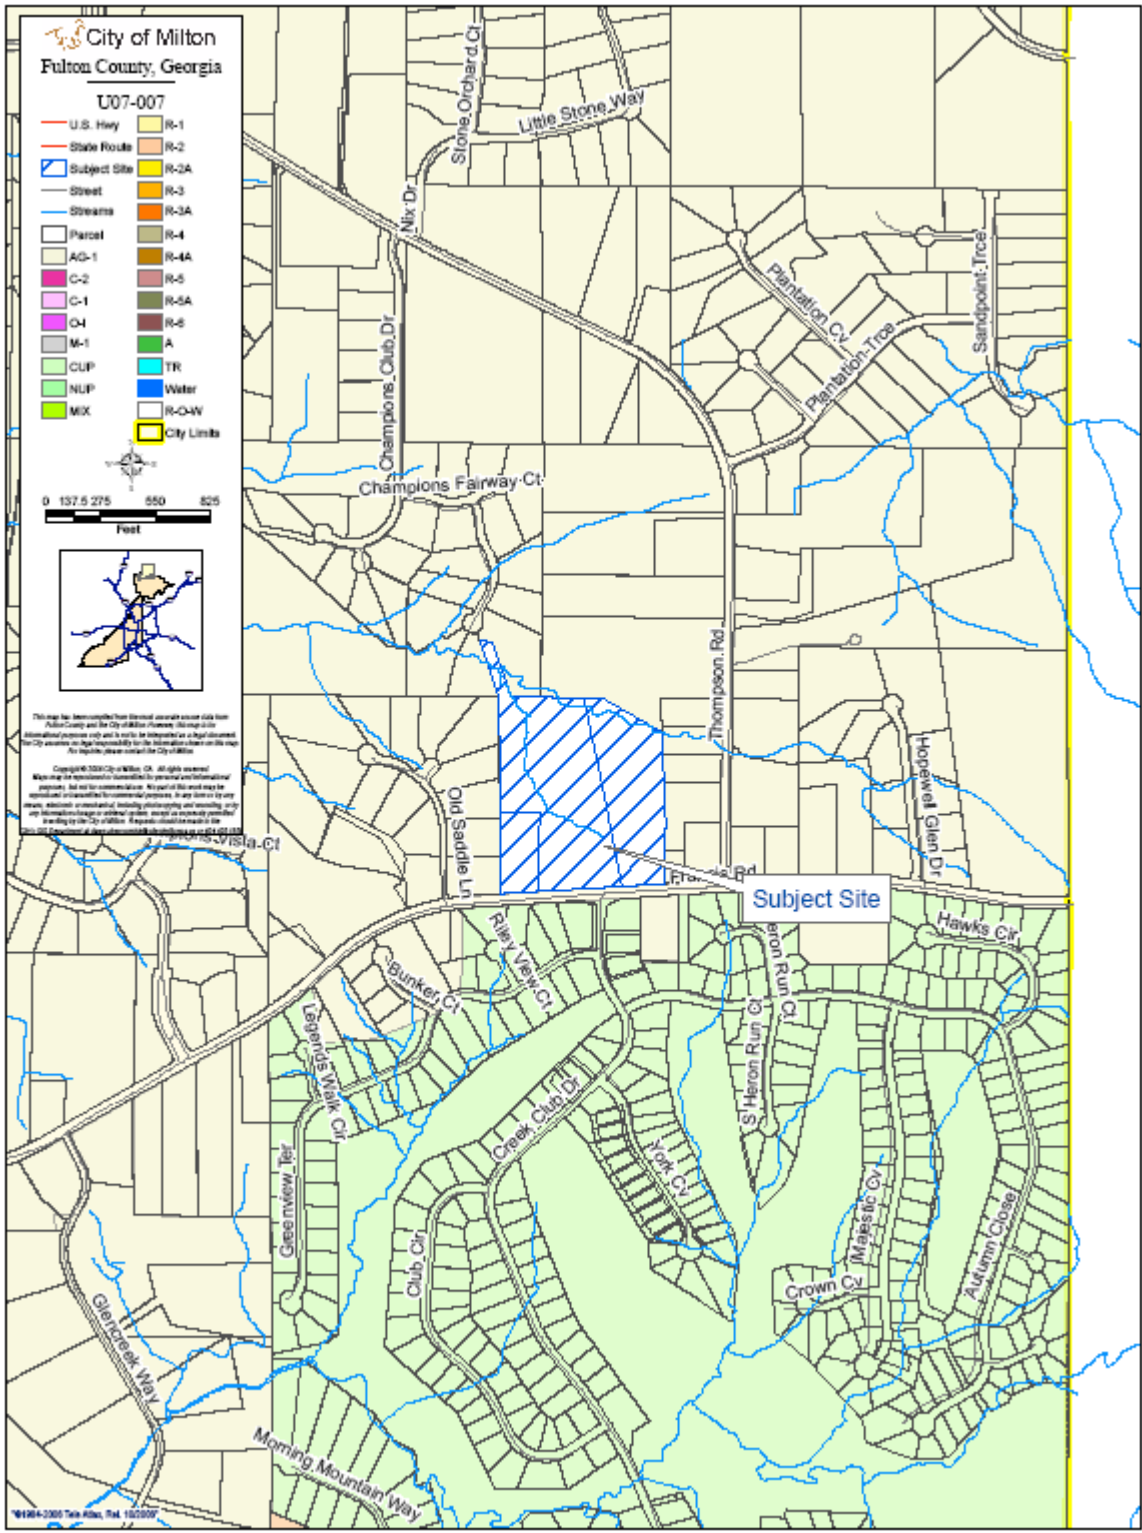 City of Milton
Fulton County, Georgia
U07-007
U.S. Hwy
State Route
Subject Site
Street
Streams
Parcel
AG-1
C-2
C-1
O-I
M-1
CUP
NUP
MIX
R-1
R-2
R-2A
R-3
R-3A
R-4
R-4A
R-5
R-5A
R-6
A
TR
Water
R-O-W
City Limits
0 137.5 275 550 825
Feet
Stone Orchard Ct
Little Stone Way
Nix Dr
Plantation Cv
Plantation Trce
Sandpoint Trce
Champions Club Dr
Champions Fairway Ct
Thompson Rd
Hopewell Glen Dr
Old Saddle Ln
Vista Ct
Francis Rd
Subject Site
Hawks Cir
Riley View Ct
Bunker Ct
eron Run Ct
S Heron Run Ct
Legends Walk Cir
Creek Club Dr
York Cv
Greenview Ter
Club Cir
Majestic Cv
Crown Cv
Autumn Close
Glencreek Way
Morning Mountain Way